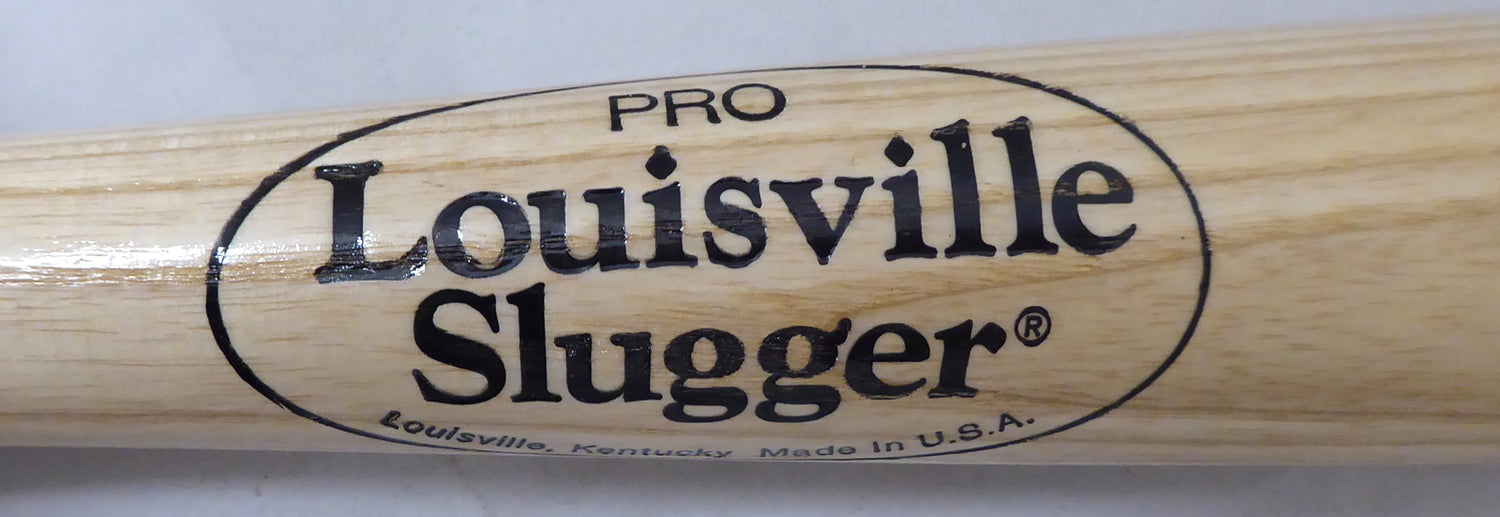 PRO
Louisville
Slugger®
Louisville, Kentucky Made In U.S.A.